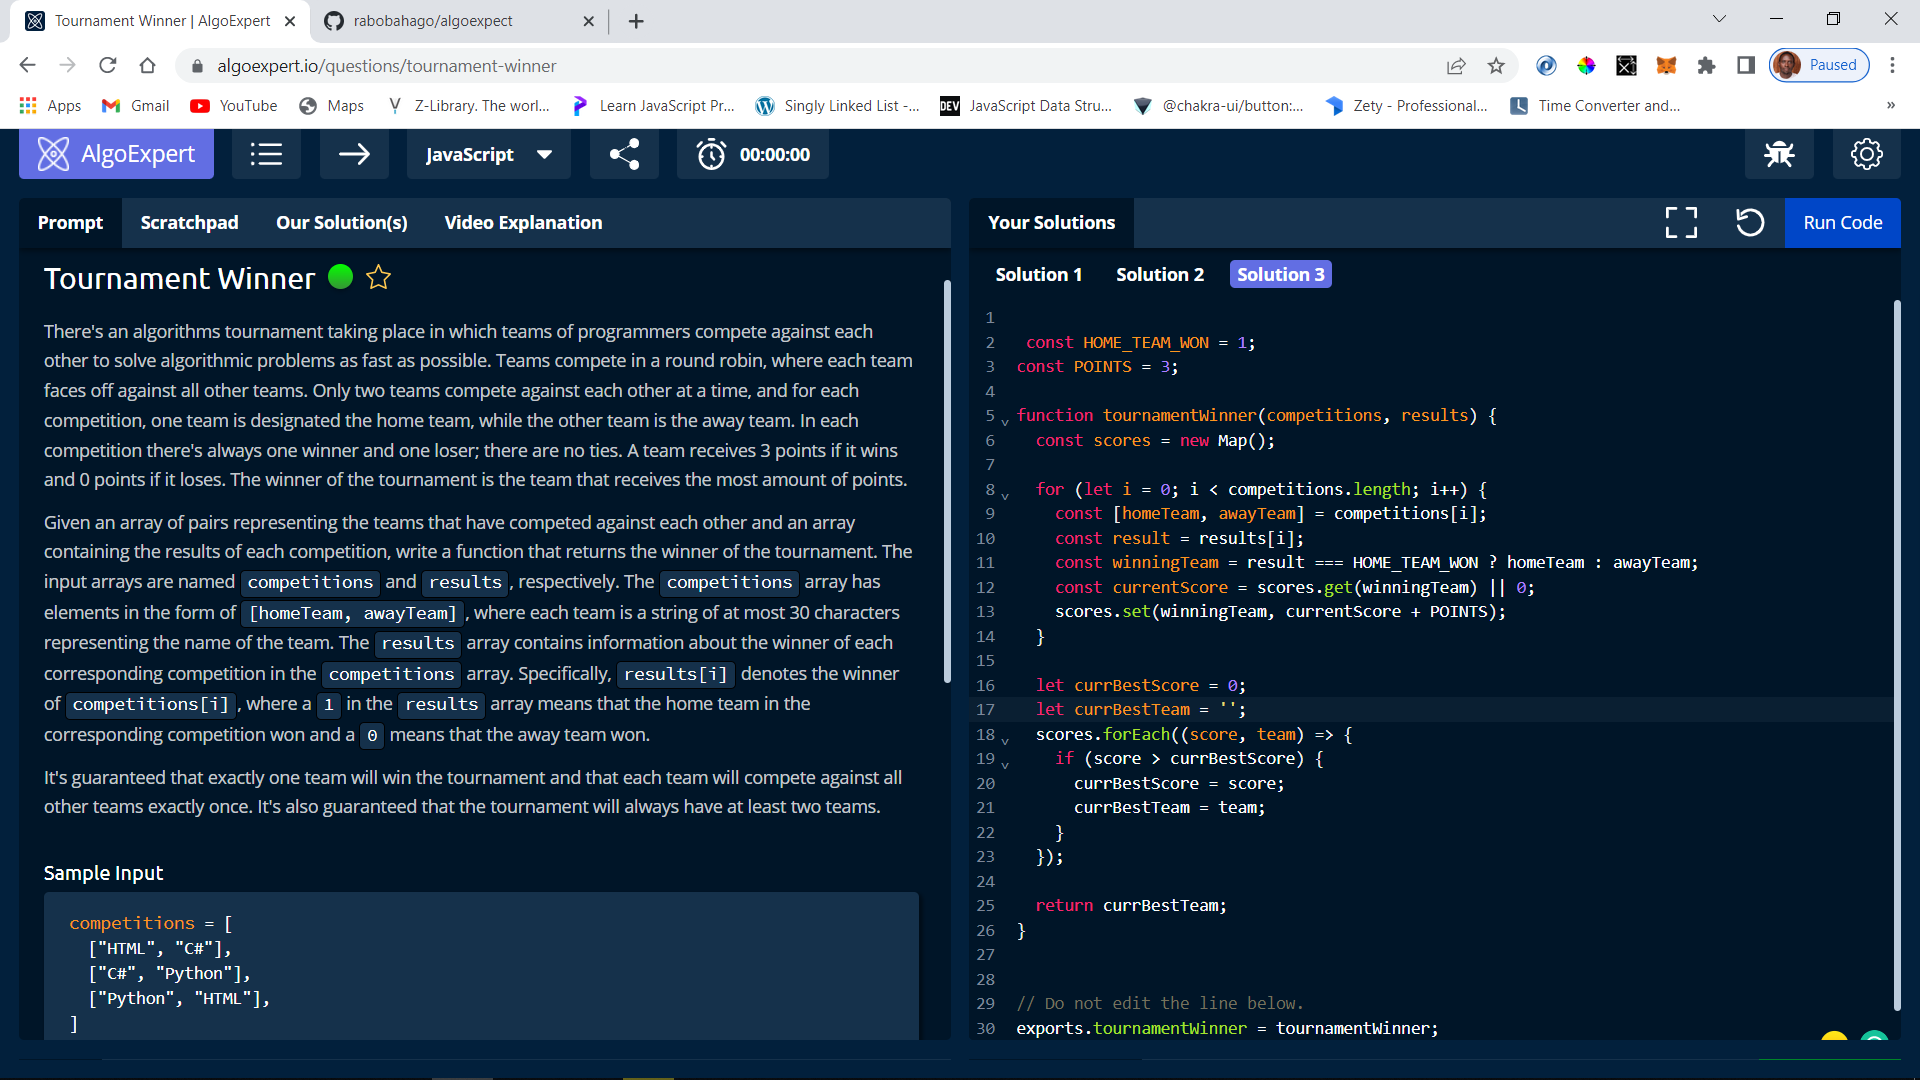 Tournament Winner | AlgoExpert
rabobahago/algoexpect
algoexpert.io/questions/tournament-winner
Paused
Apps
Gmail
YouTube
Maps
Z-Library. The worl...
Learn JavaScript Pr...
Singly Linked List -...
DEV
JavaScript Data Stru...
@chakra-ui/button:...
Zety - Professional...
Time Converter and...
»
AlgoExpert
JavaScript
00:00:00
Prompt
Scratchpad
Our Solution(s)
Video Explanation
Tournament Winner
There's an algorithms tournament taking place in which teams of programmers compete against each
other to solve algorithmic problems as fast as possible. Teams compete in a round robin, where each team
faces off against all other teams. Only two teams compete against each other at a time, and for each
competition, one team is designated the home team, while the other team is the away team. In each
competition there's always one winner and one loser; there are no ties. A team receives 3 points if it wins
and 0 points if it loses. The winner of the tournament is the team that receives the most amount of points.
Given an array of pairs representing the teams that have competed against each other and an array
containing the results of each competition, write a function that returns the winner of the tournament. The
input arrays are named competitions and results, respectively. The competitions array has
elements in the form of [homeTeam, awayTeam], where each team is a string of at most 30 characters
representing the name of the team. The results array contains information about the winner of each
corresponding competition in the competitions array. Specifically, results[i] denotes the winner
of competitions[i], where a 1 in the results array means that the home team in the
corresponding competition won and a 0 means that the away team won.
It's guaranteed that exactly one team will win the tournament and that each team will compete against all
other teams exactly once. It's also guaranteed that the tournament will always have at least two teams.
Sample Input
competitions = [
["HTML", "C#"],
["C#", "Python"],
["Python", "HTML"],
]
Your Solutions
Run Code
Solution 1
Solution 2
Solution 3
1
2 const HOME_TEAM_WON = 1;
3 const POINTS = 3;
4
5 function tournamentWinner(competitions, results) {
6 const scores = new Map();
7
8 for (let i = 0; i < competitions.length; i++) {
9 const [homeTeam, awayTeam] = competitions[i];
10 const result = results[i];
11 const winningTeam = result === HOME_TEAM_WON ? homeTeam : awayTeam;
12 const currentScore = scores.get(winningTeam) || 0;
13 scores.set(winningTeam, currentScore + POINTS);
14 }
15
16 let currBestScore = 0;
17 let currBestTeam = '';
18 scores.forEach((score, team) => {
19 if (score > currBestScore) {
20 currBestScore = score;
21 currBestTeam = team;
22 }
23 });
24
25 return currBestTeam;
26 }
27
28
29 // Do not edit the line below.
30 exports.tournamentWinner = tournamentWinner;